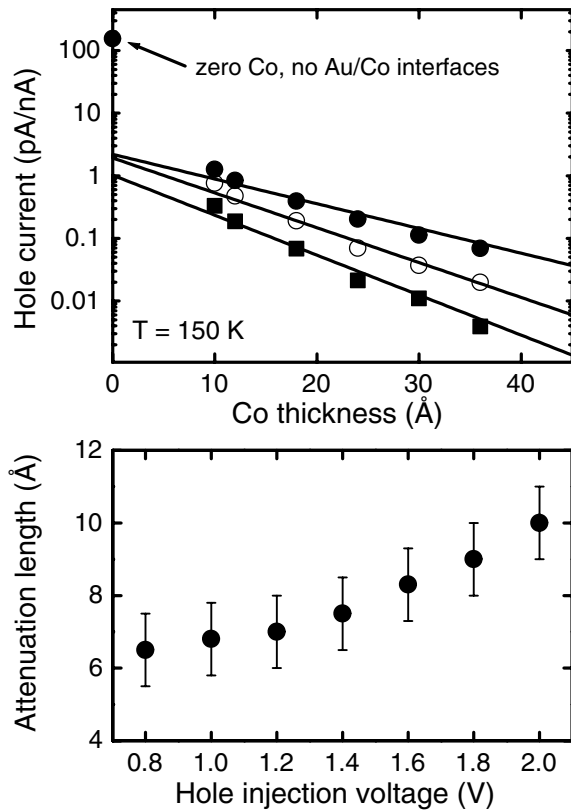 100
10
1
0.1
0.01
Hole current (pA/nA)
zero Co, no Au/Co interfaces
T = 150 K
0 10 20 30 40
Co thickness (Å)
12
10
8
6
4
Attenuation length (Å)
0.8 1.0 1.2 1.4 1.6 1.8 2.0
Hole injection voltage (V)